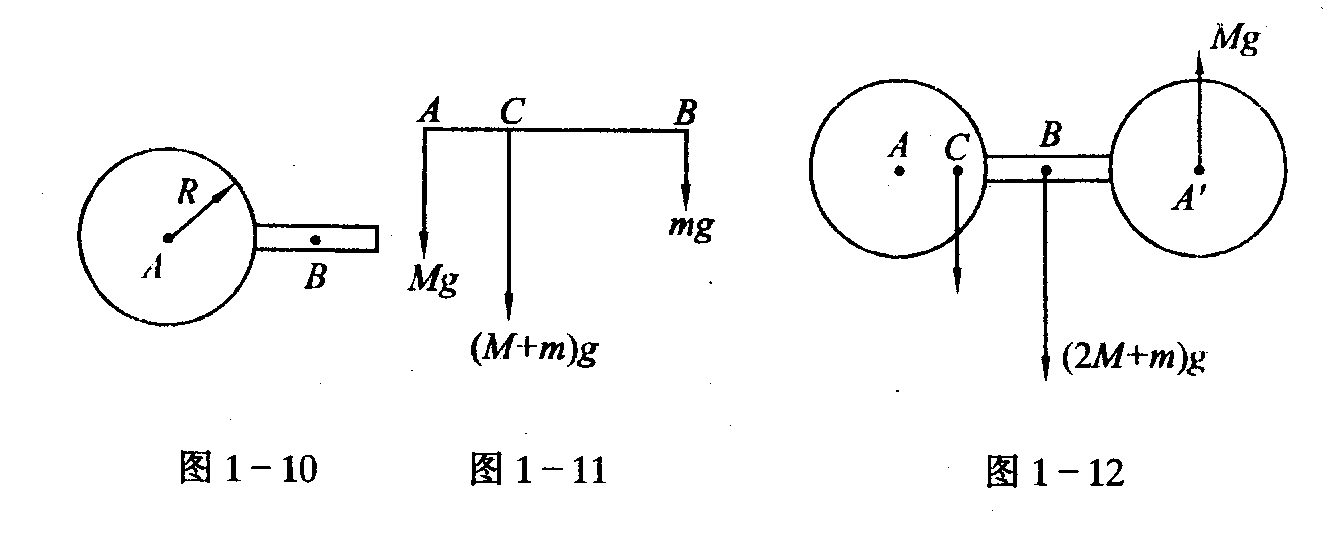 R
A
B
图 1-10
A
C
B
Mg
mg
(M+m)g
图 1-11
Mg
A
C
B
A′
(2M+m)g
图 1-12